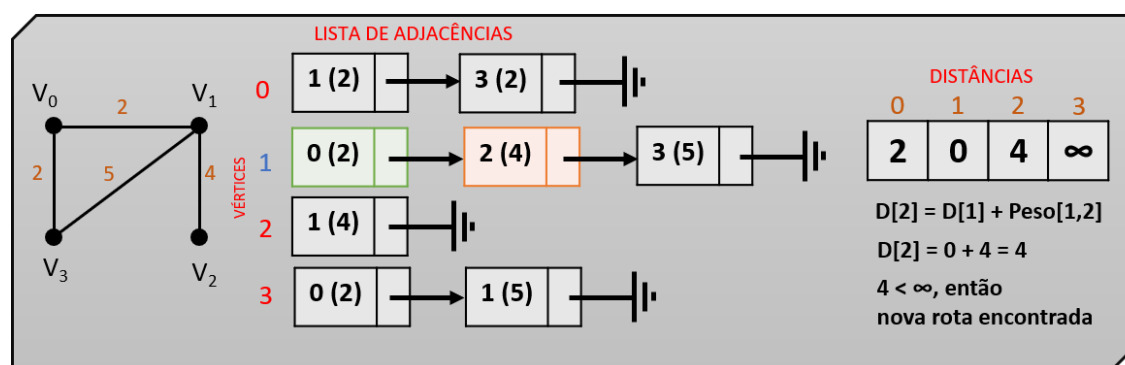 LISTA DE ADJACÊNCIAS
V0 2 V1
2 5 4
V3 V2
VÉRTICES
0 1 (2) 3 (2)
1 0 (2) 2 (4) 3 (5)
2 1 (4)
3 0 (2) 1 (5)
DISTÂNCIAS
0 1 2 3
2 0 4 ∞
D[2] = D[1] + Peso[1,2]
D[2] = 0 + 4 = 4
4 < ∞, então
nova rota encontrada